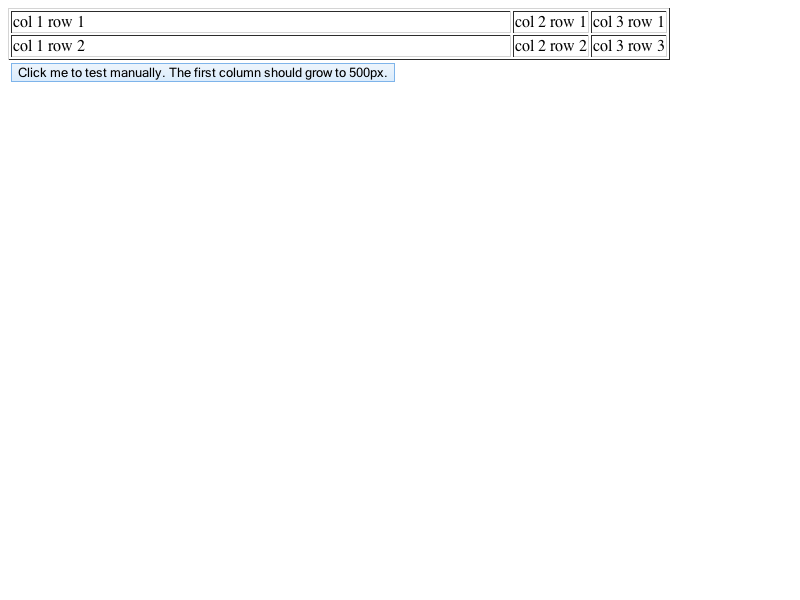 col 1 row 1 col 2 row 1 col 3 row 1
col 1 row 2 col 2 row 2 col 3 row 3
Click me to test manually. The first column should grow to 500px.